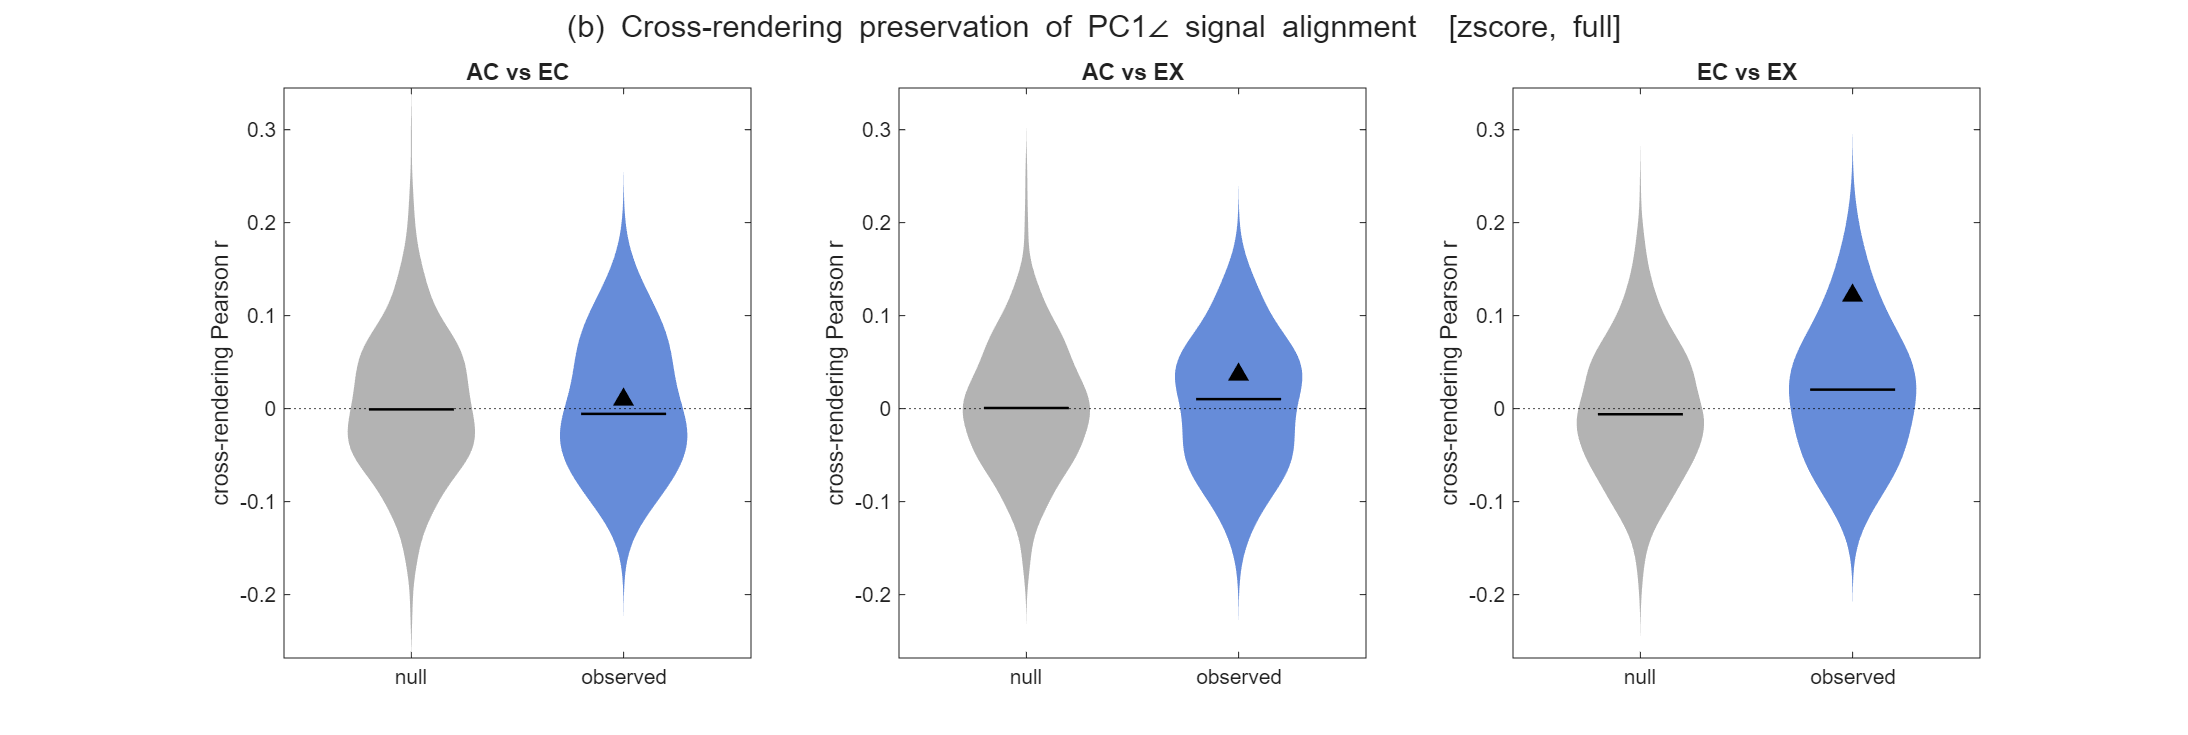 (b) Cross-rendering preservation of PC1∠ signal alignment [zscore, full]
AC vs EC
cross-rendering Pearson r
0.3
0.2
0.1
0
-0.1
-0.2
null observed
AC vs EX
cross-rendering Pearson r
0.3
0.2
0.1
0
-0.1
-0.2
null observed
EC vs EX
cross-rendering Pearson r
0.3
0.2
0.1
0
-0.1
-0.2
null observed